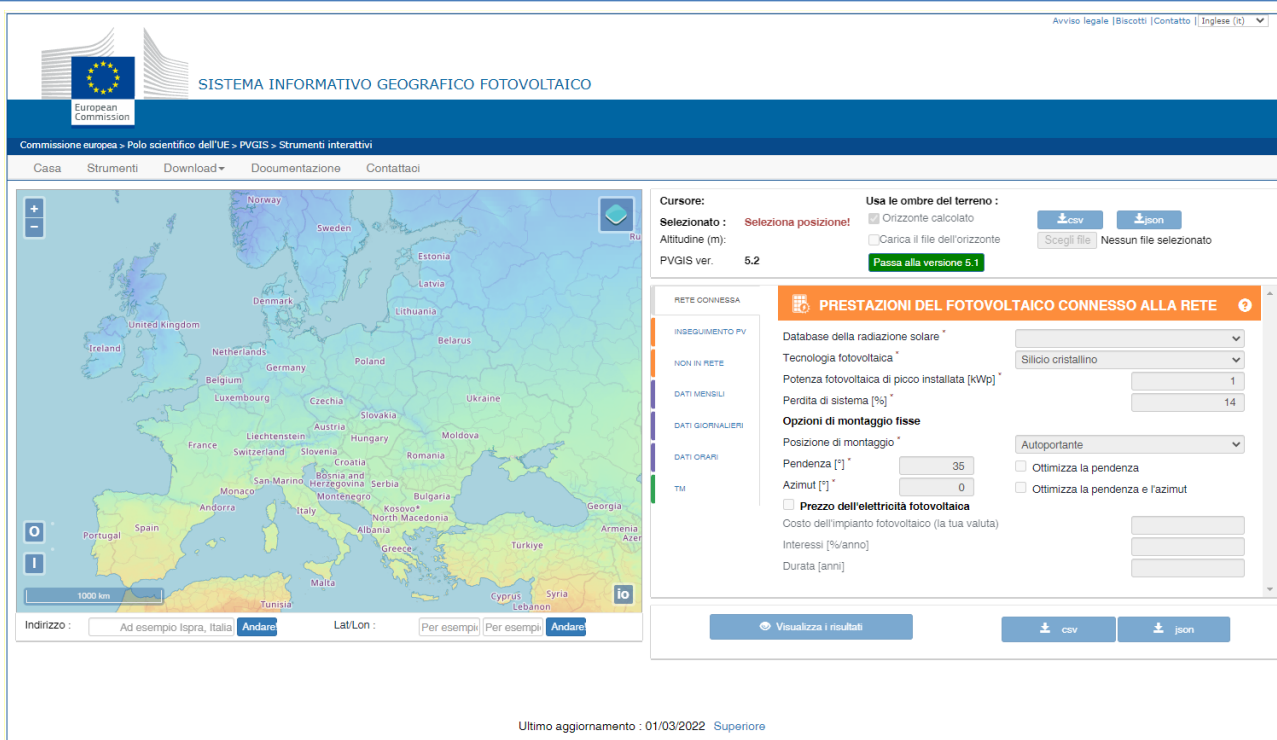 Avviso legale |Biscotti |Contatto | Inglese (it)
European
Commission
SISTEMA INFORMATIVO GEOGRAFICO FOTOVOLTAICO
Commissione europea > Polo scientifico dell'UE > PVGIS > Strumenti interattivi
Casa Strumenti Download Documentazione Contattaci
+
−
Norway
Sweden
Ru
Estonia
Latvia
Denmark
Lithuania
United Kingdom
Belarus
Ireland
Netherlands
Poland
Germany
Belgium
Luxembourg
Czechia
Ukraine
Slovakia
Austria
Liechtenstein
Hungary
Moldova
France
Switzerland
Slovenia
Romania
Croatia
San Marino
Bosnia and
Herzegovina
Serbia
Monaco
Montenegro
Bulgaria
Andorra
Italy
Kosovo*
Georgia
North Macedonia
Spain
Albania
Armenia
Portugal
Azer
Greece
Türkiye
Malta
Cyprus
Syria
Tunisia
Lebanon
O
I
1000 km
io
Indirizzo : Ad esempio Ispra, Italia Andare! Lat/Lon : Per esempi Per esempi Andare!
Cursore: Usa le ombre del terreno :
Selezionato : Seleziona posizione! Orizzonte calcolato csv json
Altitudine (m): Carica il file dell'orizzonte Scegli file Nessun file selezionato
PVGIS ver. 5.2 Passa alla versione 5.1
RETE CONNESSA
INSEGUIMENTO PV
NON IN RETE
DATI MENSILI
DATI GIORNALIERI
DATI ORARI
TM
PRESTAZIONI DEL FOTOVOLTAICO CONNESSO ALLA RETE ?
Database della radiazione solare *
Tecnologia fotovoltaica * Silicio cristallino
Potenza fotovoltaica di picco installata [kWp] * 1
Perdita di sistema [%] * 14
Opzioni di montaggio fisse
Posizione di montaggio * Autoportante
Pendenza [°] * 35 Ottimizza la pendenza
Azimut [°] * 0 Ottimizza la pendenza e l'azimut
Prezzo dell'elettricità fotovoltaica
Costo dell'impianto fotovoltaico (la tua valuta)
Interessi [%/anno]
Durata [anni]
Visualizza i risultati csv json
Ultimo aggiornamento : 01/03/2022 Superiore